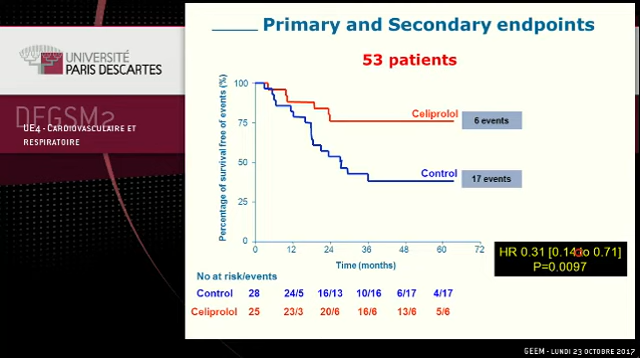 Primary and Secondary endpoints
53 patients
UNIVERSITÉ
PARIS DESCARTES
DFGSM2
UE4 - CARDIOVASCULAIRE ET
RESPIRATOIRE
Percentage of survival free of events (%)
100
75
50
25
0
Celiprolol
6 events
Control
17 events
0 12 24 36 48 60 72
Time (months)
HR 0.31 [0.14 to 0.71]
P=0.0097
No at risk/events
Control 28 24/5 16/13 10/16 6/17 4/17
Celiprolol 25 23/3 20/6 16/6 13/6 5/6
GEEM - LUNDI 23 OCTOBRE 2017